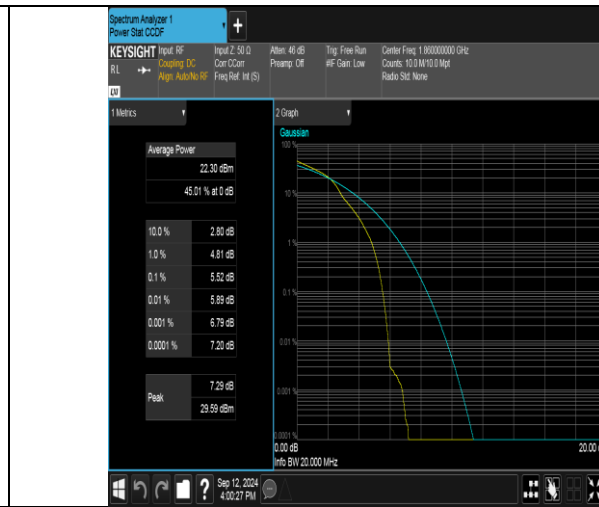 Spectrum Analyzer 1
Power Stat CCDF
+
KEYSIGHT Input: RF Input Z: 50 Ω Atten: 46 dB Trig: Free Run Center Freq: 1.860000000 GHz
RL Coupling: DC Corr CCorr Preamp: Off #IF Gain: Low Counts: 10.0 M/10.0 Mpt
Align: Auto/No RF Freq Ref: Int (S) Radio Std: None
LXI
1 Metrics
2 Graph
Gaussian
Average Power
22.30 dBm
45.01 % at 0 dB
10.0 % 2.80 dB
1.0 % 4.81 dB
0.1 % 5.52 dB
0.01 % 5.89 dB
0.001 % 6.79 dB
0.0001 % 7.20 dB
Peak 7.29 dB
29.59 dBm
100 %
10 %
1 %
0.1 %
0.01 %
0.001 %
0.0001 %
0.00 dB 20.00
Info BW 20.000 MHz
? Sep 12, 2024
4:00:27 PM